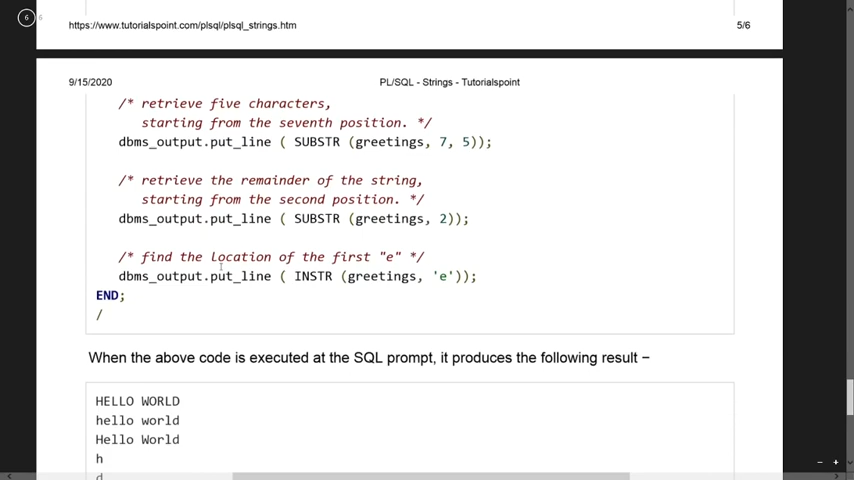 6 6
https://www.tutorialspoint.com/plsql/plsql_strings.htm 5/6
9/15/2020 PL/SQL - Strings - Tutorialspoint
/* retrieve five characters,
starting from the seventh position. */
dbms_output.put_line ( SUBSTR (greetings, 7, 5));
/* retrieve the remainder of the string,
starting from the second position. */
dbms_output.put_line ( SUBSTR (greetings, 2));
/* find the location of the first "e" */
dbms_output.put_line ( INSTR (greetings, 'e'));
END;
/
When the above code is executed at the SQL prompt, it produces the following result −
HELLO WORLD
hello world
Hello World
h
d